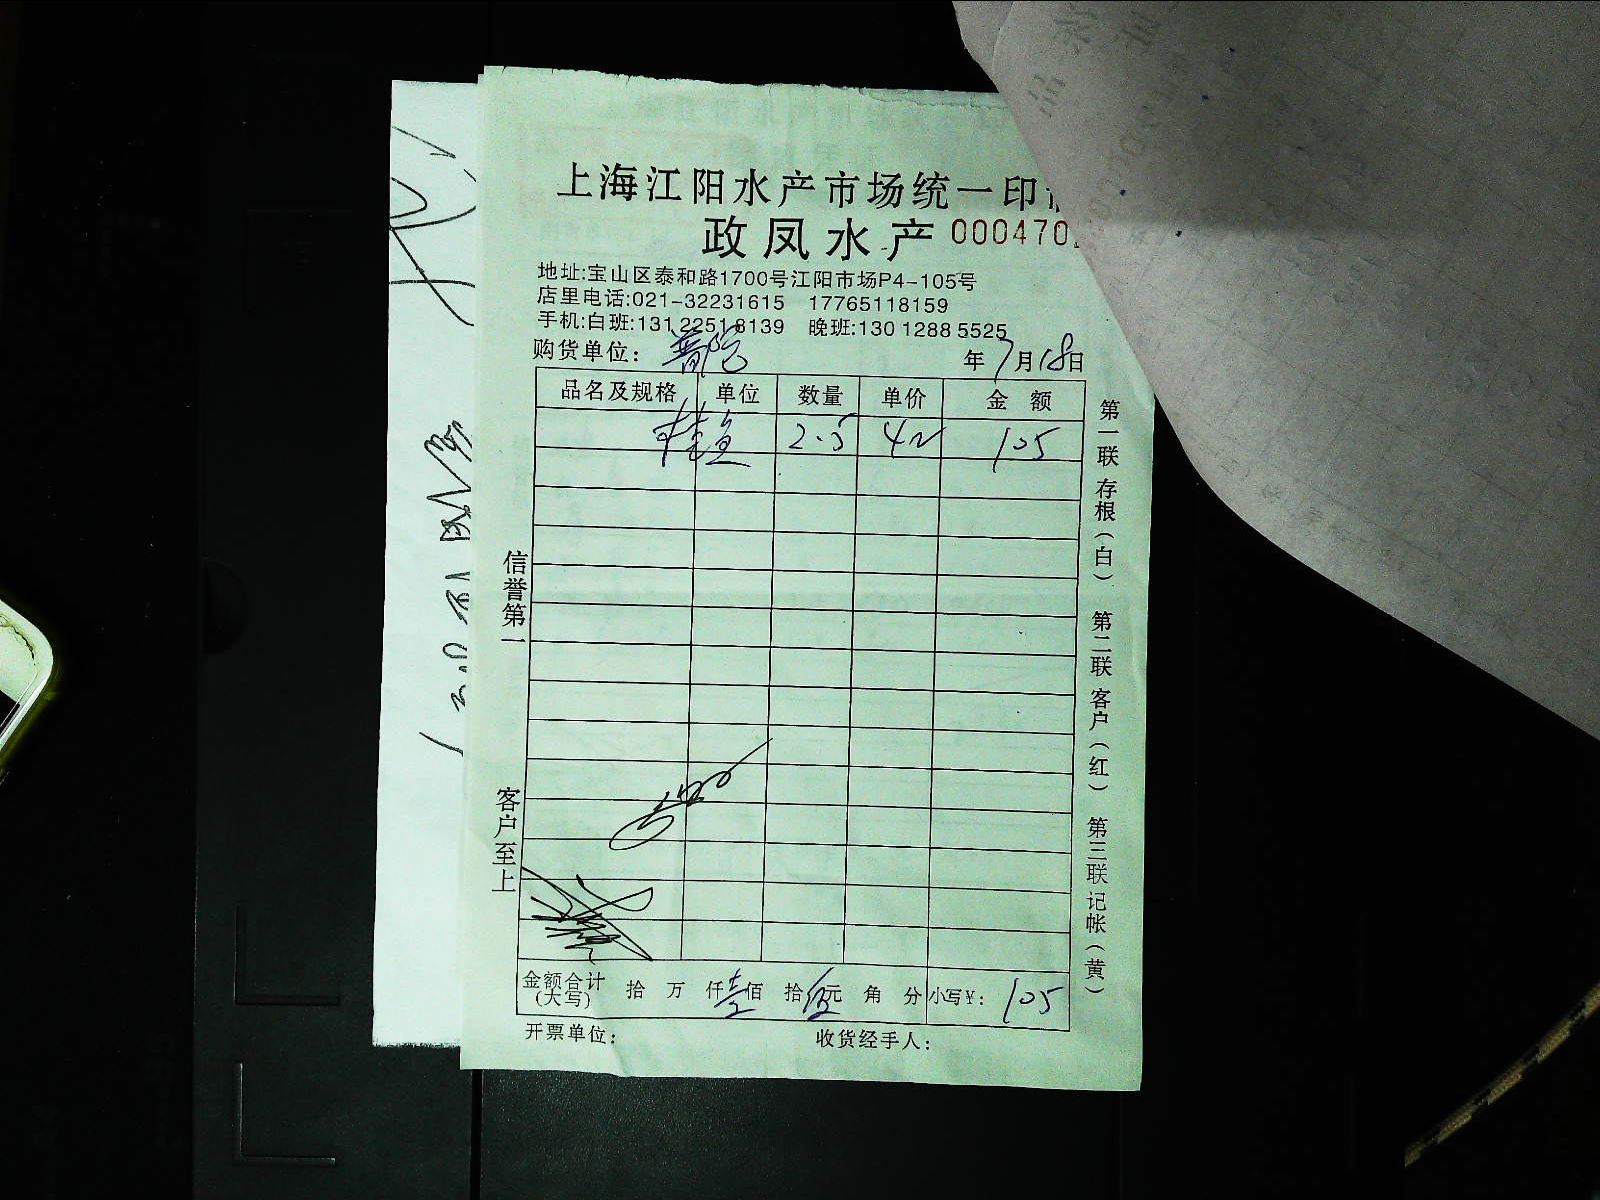 上海江阳水产市场统一印
政凤水产 0004702
地址:宝山区泰和路1700号江阳市场P4-105号
店里电话:021-32231615 17765118159
手机:白班:131 2251 8139 晚班:130 1288 5525
购货单位: 年 7月18日
品名及规格 单位 数量 单价 金额
桂鱼 2.5 42 105
信誉第一
客户至上
第一联 存根(白) 第二联 客户(红) 第三联 记帐(黄)
金额合计(大写) 拾 万 仟 壹佰 拾 伍元 角 分 小写¥: 105
开票单位: 收货经手人: